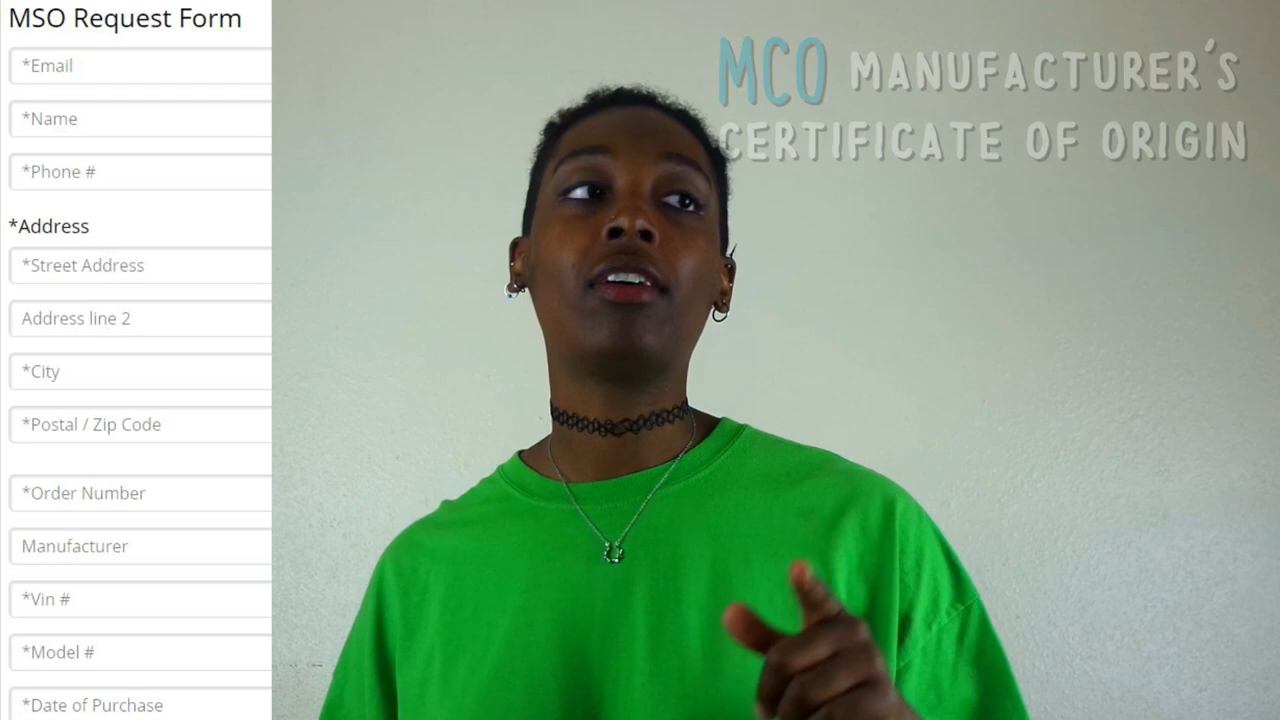 MSO Request Form
*Email
*Name
*Phone #
*Address
*Street Address
Address line 2
*City
*Postal / Zip Code
*Order Number
Manufacturer
*Vin #
*Model #
*Date of Purchase
MCO MANUFACTURER'S
CERTIFICATE OF ORIGIN